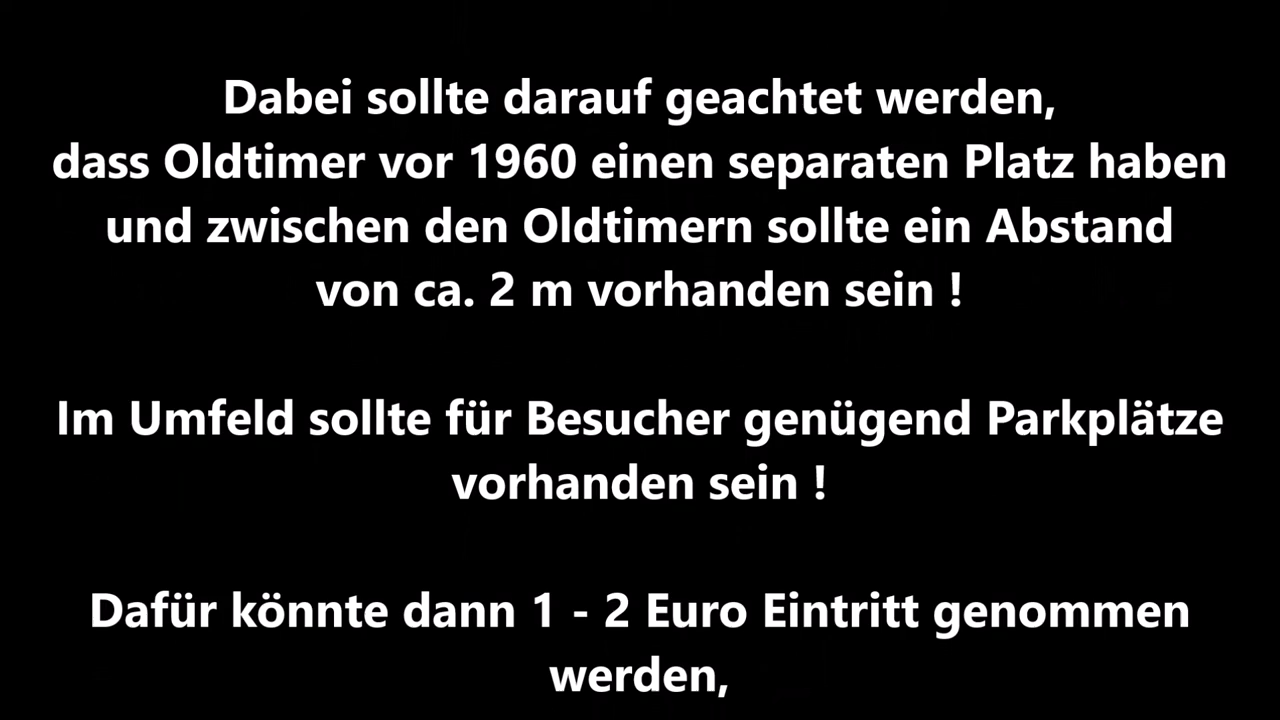 Dabei sollte darauf geachtet werden,
dass Oldtimer vor 1960 einen separaten Platz haben
und zwischen den Oldtimern sollte ein Abstand
von ca. 2 m vorhanden sein !
Im Umfeld sollte für Besucher genügend Parkplätze
vorhanden sein !
Dafür könnte dann 1 - 2 Euro Eintritt genommen
werden,